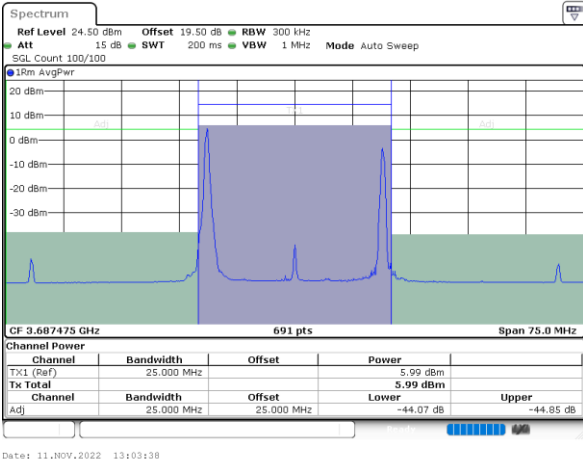 Spectrum
Ref Level 24.50 dBm Offset 19.50 dB RBW 300 kHz
Att 15 dB SWT 200 ms VBW 1 MHz Mode Auto Sweep
SGL Count 100/100
1Rm AvgPwr
20 dBm
10 dBm
Adj
Adj
0 dBm
-10 dBm
-20 dBm
-30 dBm
CF 3.687475 GHz 691 pts Span 75.0 MHz
Channel Power
Channel Bandwidth Offset Power
TX1 (Ref) 25.000 MHz 5.99 dBm
Tx Total 5.99 dBm
Channel Bandwidth Offset Lower Upper
Adj 25.000 MHz 25.000 MHz -44.07 dB -44.85 dB
Ready
Date: 11.NOV.2022 13:03:38